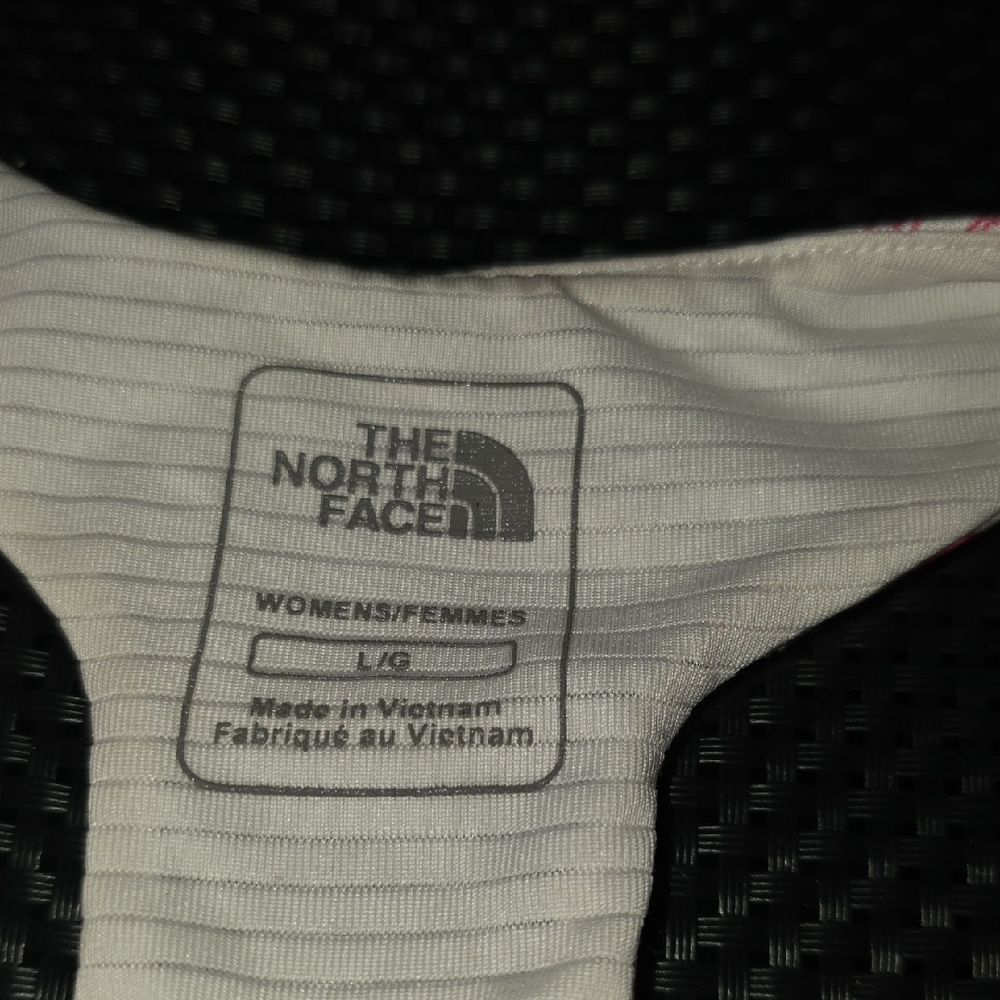 THE
NORTH
FACE
WOMENS/FEMMES
L/G
Made in Vietnam
Fabriqué au Vietnam